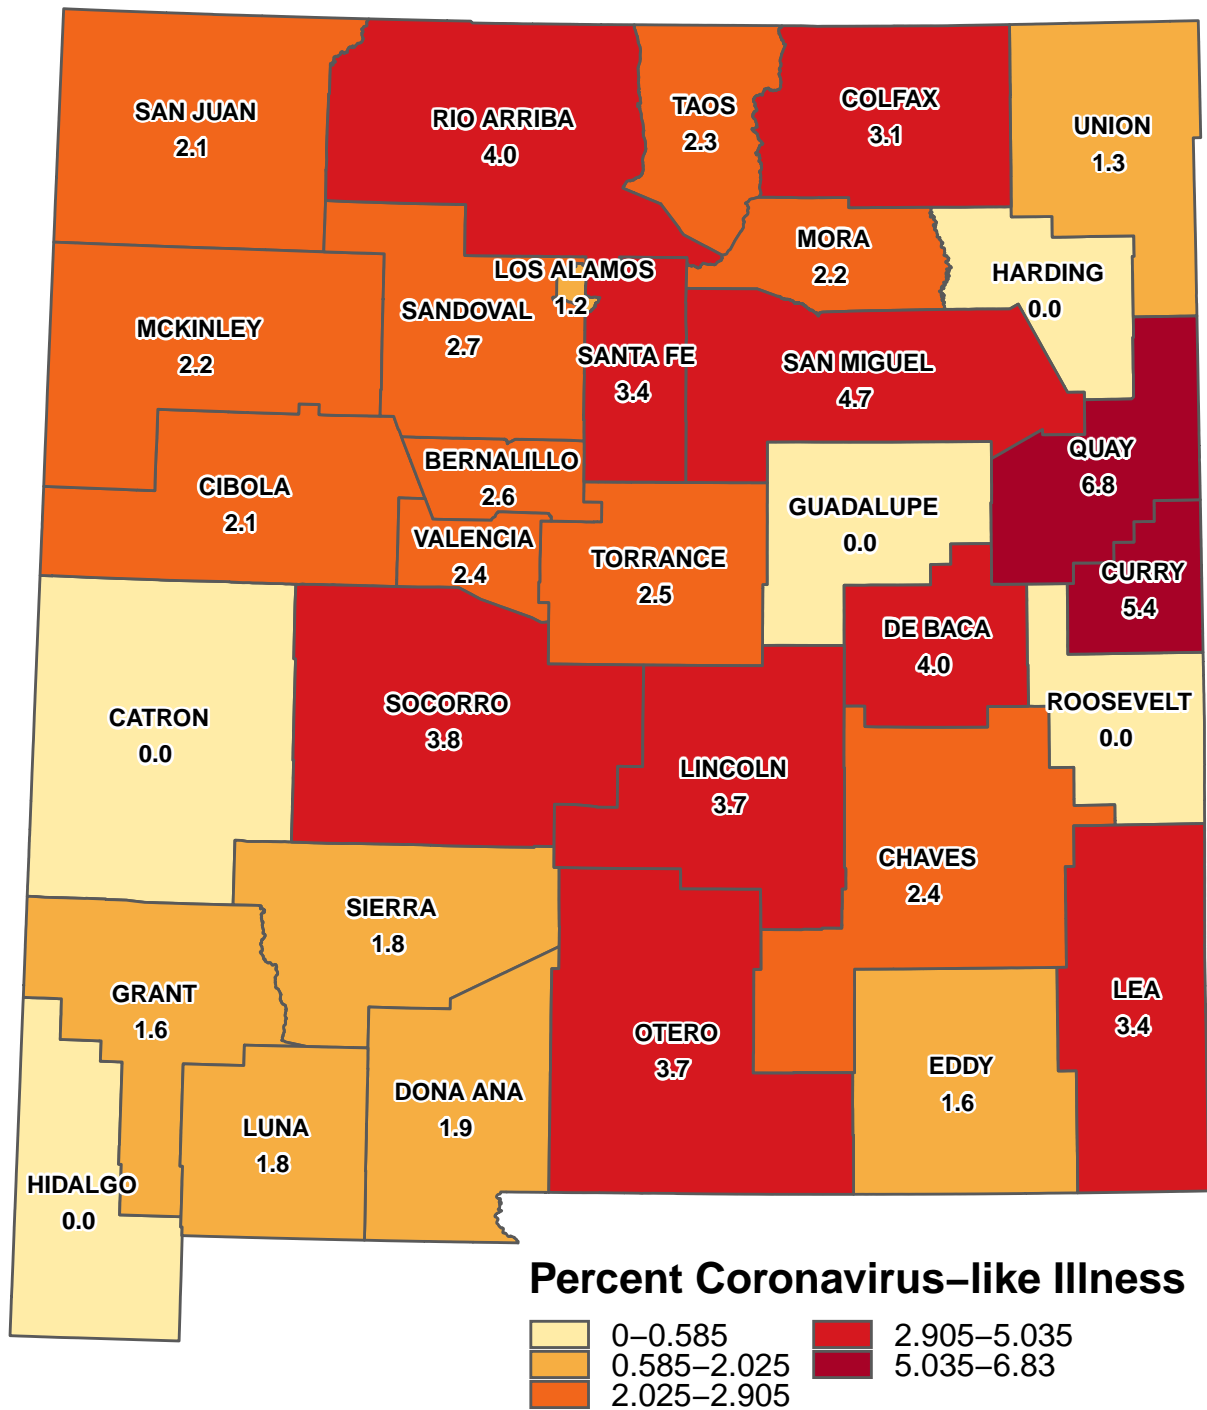 SAN JUAN
2.1
RIO ARRIBA
4.0
TAOS
2.3
COLFAX
3.1
UNION
1.3
MORA
2.2
HARDING
0.0
LOS ALAMOS
1.2
SANDOVAL
2.7
MCKINLEY
2.2
SANTA FE
3.4
SAN MIGUEL
4.7
QUAY
6.8
BERNALILLO
2.6
CIBOLA
2.1
GUADALUPE
0.0
VALENCIA
2.4
TORRANCE
2.5
CURRY
5.4
DE BACA
4.0
CATRON
0.0
SOCORRO
3.8
ROOSEVELT
0.0
LINCOLN
3.7
CHAVES
2.4
SIERRA
1.8
GRANT
1.6
LEA
3.4
OTERO
3.7
EDDY
1.6
DONA ANA
1.9
LUNA
1.8
HIDALGO
0.0
Percent Coronavirus−like Illness
0−0.585
0.585−2.025
2.025−2.905
2.905−5.035
5.035−6.83